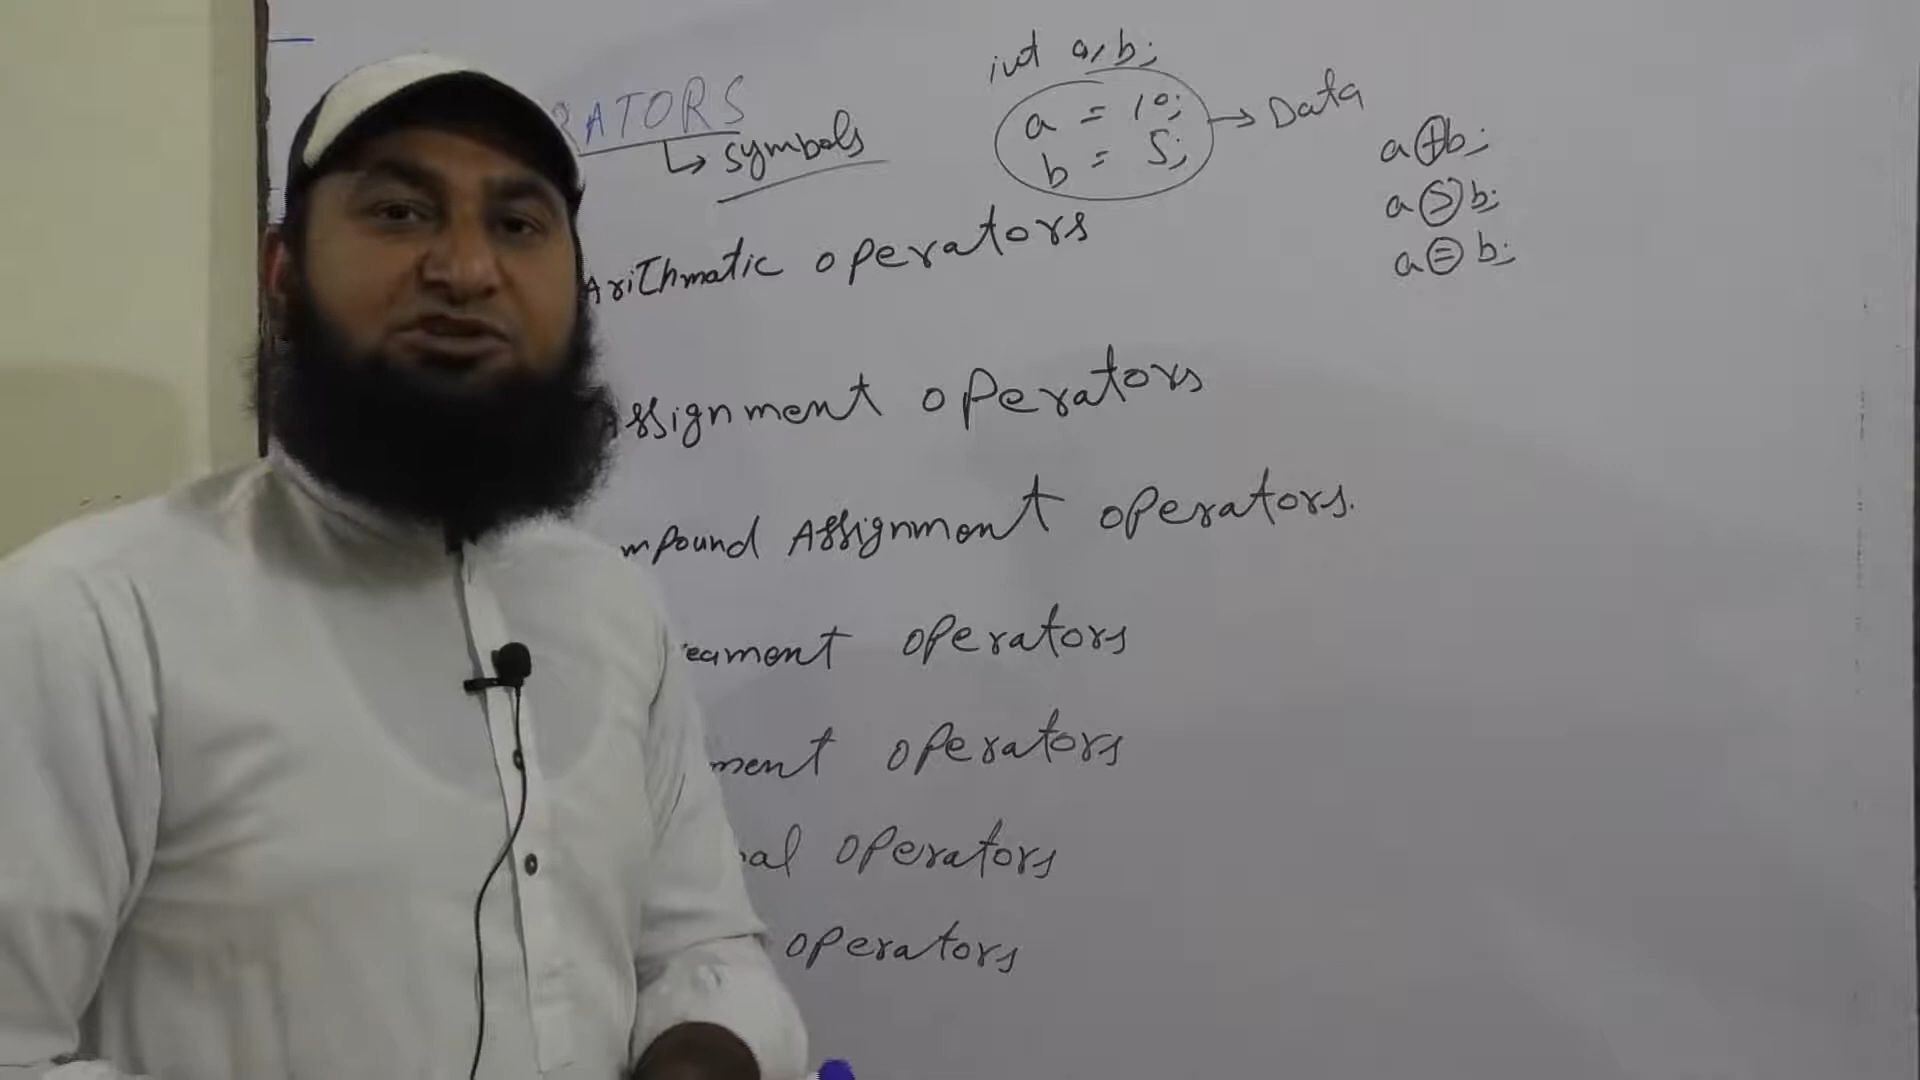 RATORS
↳ symbols
int a, b;
a = 10;
b = 5;
→ Data
a + b;
a > b;
a = b;
Arithmatic operators
Assignment operators
mpound Assignment operators.
eament operators
ment operators
nal operators
operators